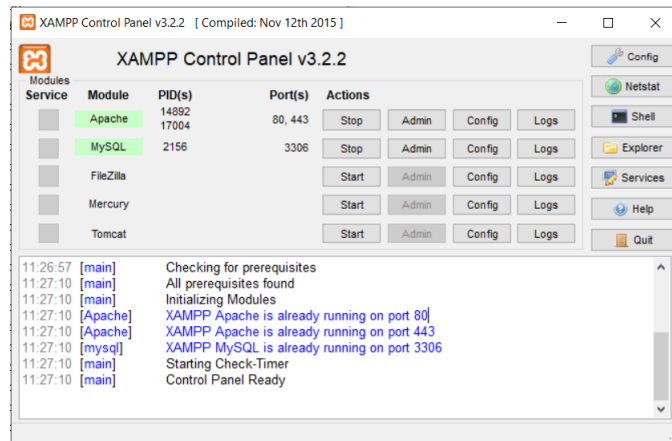 XAMPP Control Panel v3.2.2 [ Compiled: Nov 12th 2015 ]
XAMPP Control Panel v3.2.2
Config
Modules
Service Module PID(s) Port(s) Actions
Netstat
Apache 14892 17004 80, 443 Stop Admin Config Logs
Shell
MySQL 2156 3306 Stop Admin Config Logs
Explorer
FileZilla Start Admin Config Logs
Services
Mercury Start Admin Config Logs
Help
Tomcat Start Admin Config Logs
Quit
11:26:57 [main] Checking for prerequisites
11:27:10 [main] All prerequisites found
11:27:10 [main] Initializing Modules
11:27:10 [Apache] XAMPP Apache is already running on port 80
11:27:10 [Apache] XAMPP Apache is already running on port 443
11:27:10 [mysql] XAMPP MySQL is already running on port 3306
11:27:10 [main] Starting Check-Timer
11:27:10 [main] Control Panel Ready